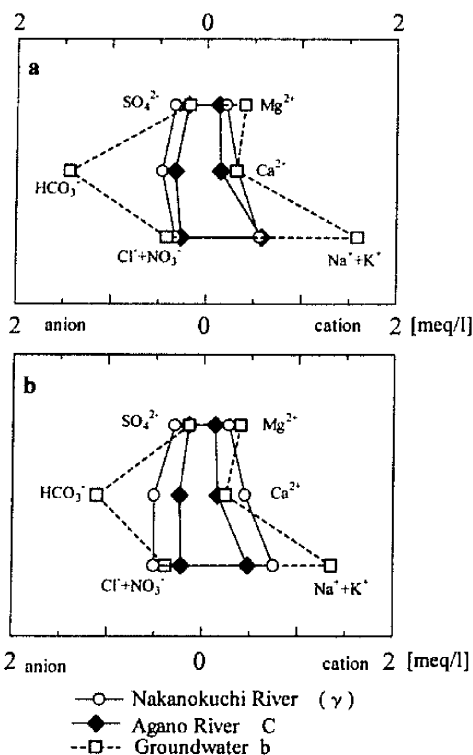 2 0 2
a
SO₄²⁻ Mg²⁺
Ca²⁺
HCO₃⁻
Cl⁻+NO₃⁻ Na⁺+K⁺
2 anion 0 cation 2 [meq/l]
b
SO₄²⁻ Mg²⁺
HCO₃⁻ Ca²⁺
Cl⁻+NO₃⁻ Na⁺+K⁺
2 anion 0 cation 2 [meq/l]
Nakanokuchi River (γ)
Agano River C
Groundwater b